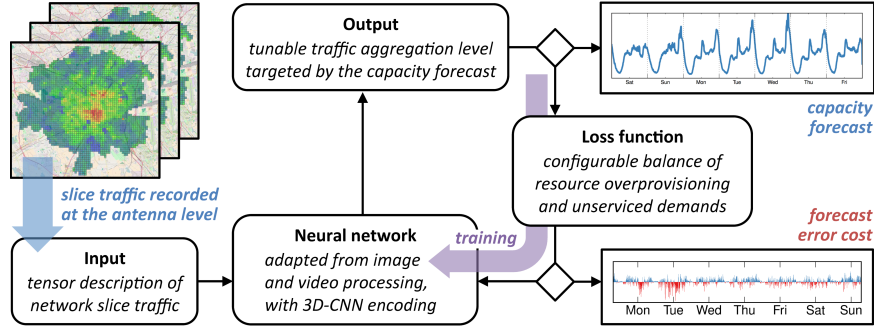 Output
tunable traffic aggregation level
targeted by the capacity forecast
Sat Sun Mon Tue Wed Thu Fri
capacity
forecast
Loss function
configurable balance of
resource overprovisioning
and unserviced demands
slice traffic recorded
at the antenna level
forecast
error cost
Input
tensor description of
network slice traffic
Neural network
adapted from image
and video processing,
with 3D-CNN encoding
training
Mon Tue Wed Thu Fri Sat Sun